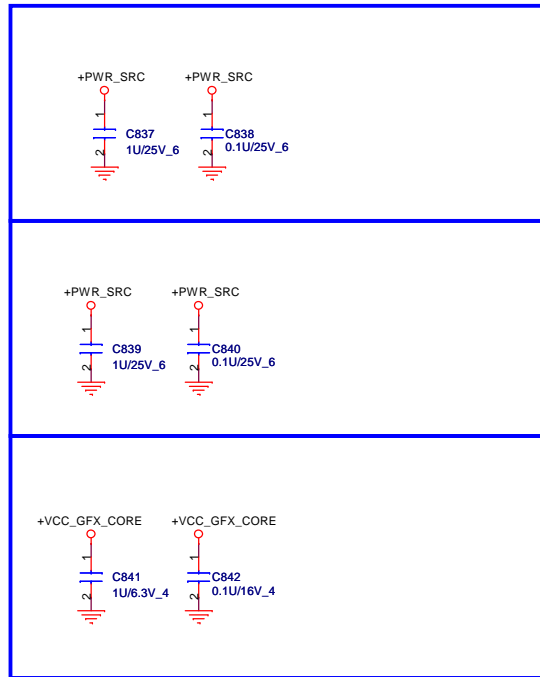 +PWR_SRC +PWR_SRC
1 1
C837 C838
1U/25V_6 0.1U/25V_6
2 2
+PWR_SRC +PWR_SRC
1 1
C839 C840
1U/25V_6 0.1U/25V_6
2 2
+VCC_GFX_CORE +VCC_GFX_CORE
1 1
C841 C842
1U/6.3V_4 0.1U/16V_4
2 2